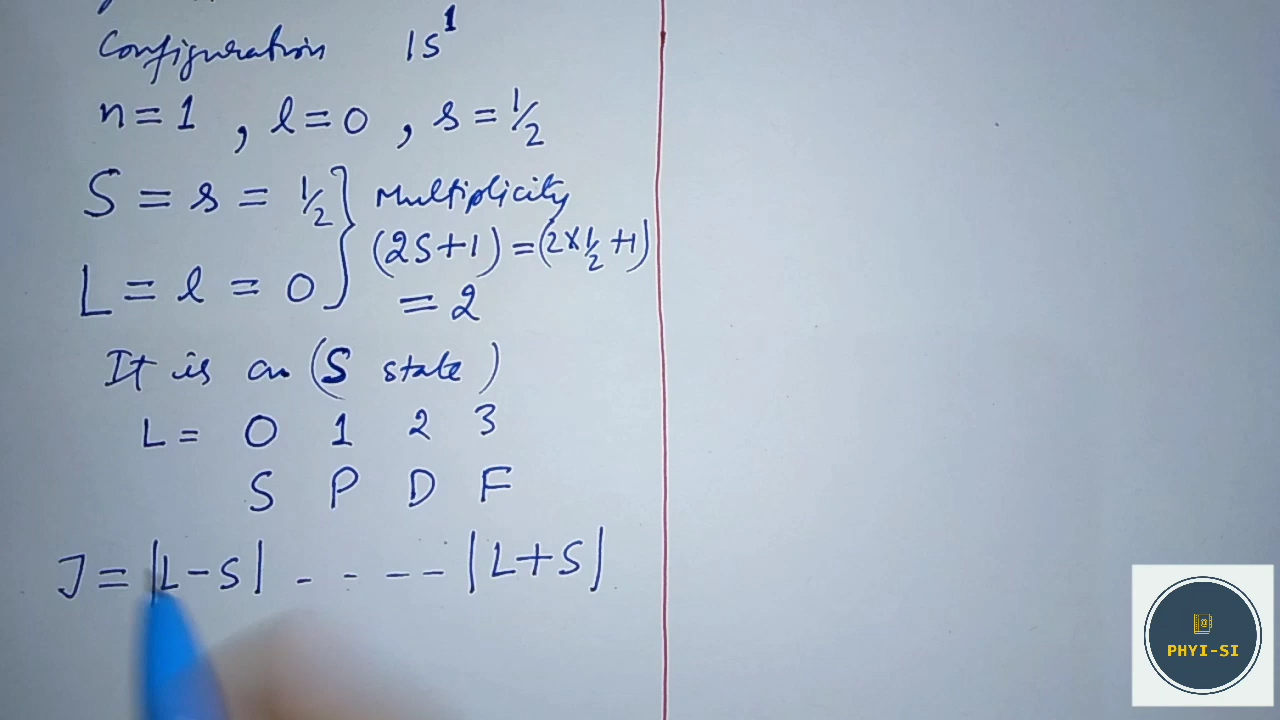 Configuration 1s¹
n=1 , l=0 , s=1/2
S = s = 1/2 } Multiplicity
(2S+1) = (2×1/2+1)
L = l = 0
= 2
It is an (S state)
L= 0 1 2 3
S P D F
J = |L-S| - - - - |L+S|
PHYI-SI